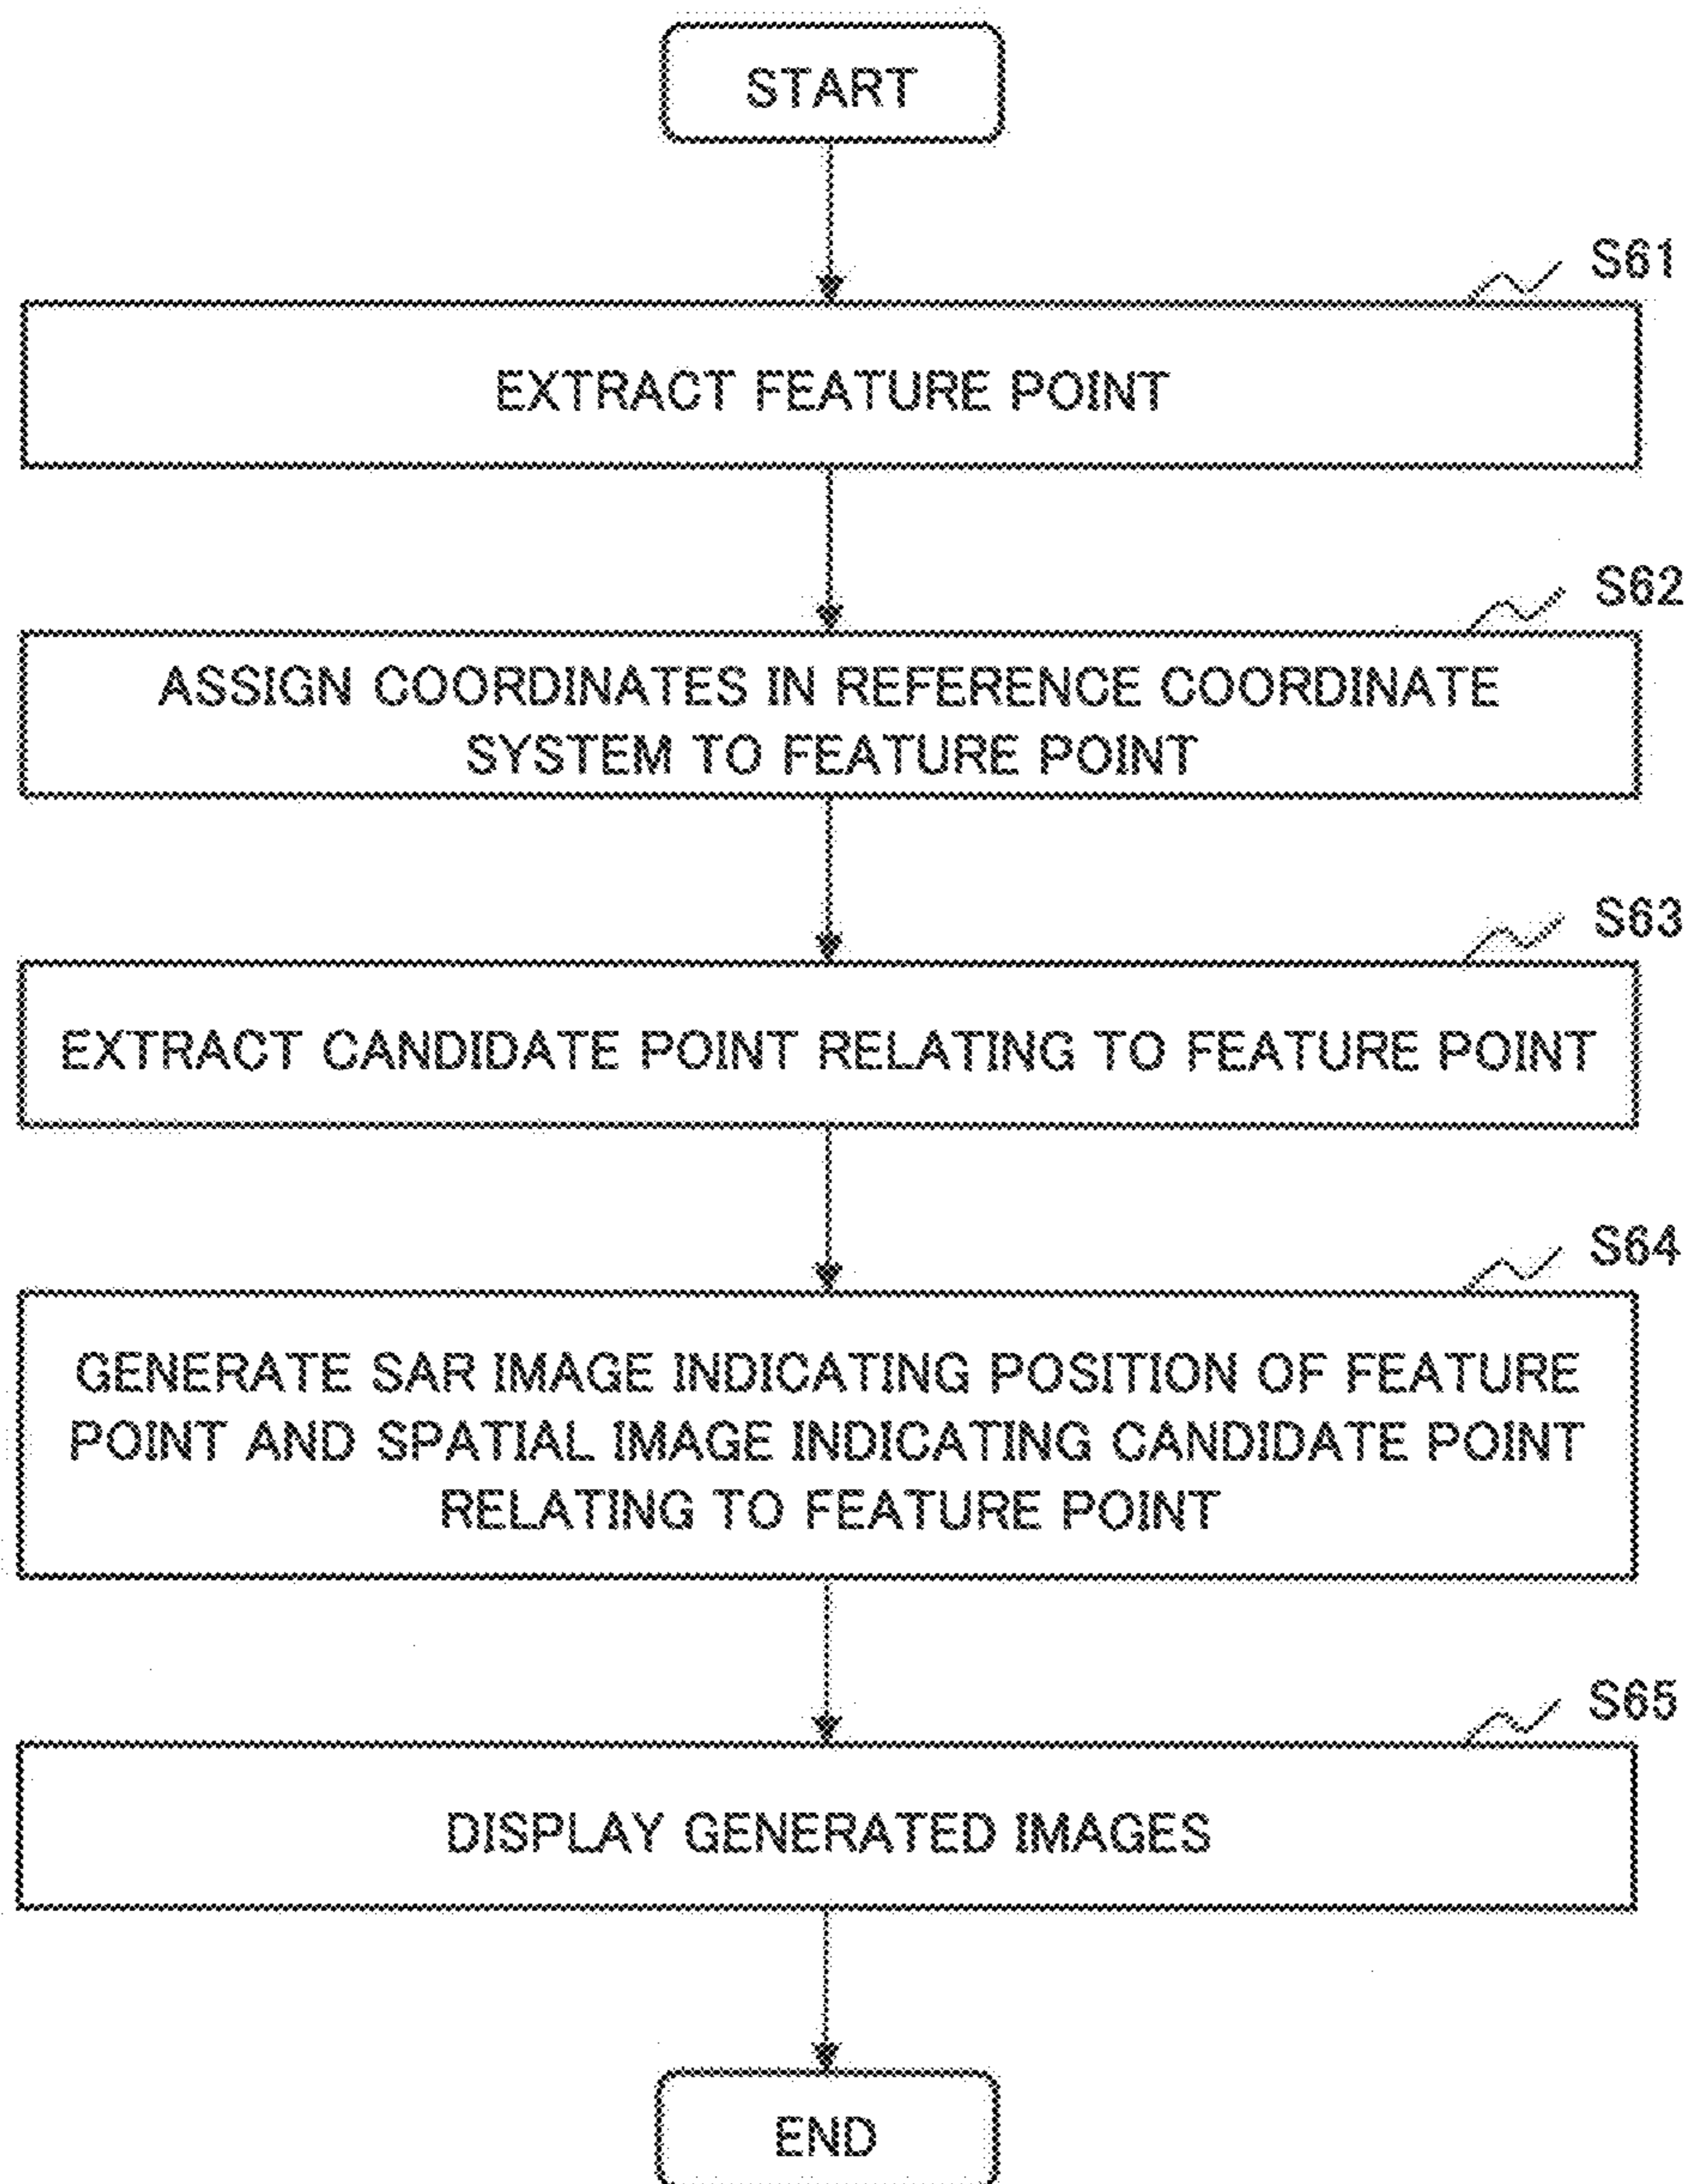 START
S61
EXTRACT FEATURE POINT
S62
ASSIGN COORDINATES IN REFERENCE COORDINATE
SYSTEM TO FEATURE POINT
S63
EXTRACT CANDIDATE POINT RELATING TO FEATURE POINT
S64
GENERATE SAR IMAGE INDICATING POSITION OF FEATURE
POINT AND SPATIAL IMAGE INDICATING CANDIDATE POINT
RELATING TO FEATURE POINT
S65
DISPLAY GENERATED IMAGES
END